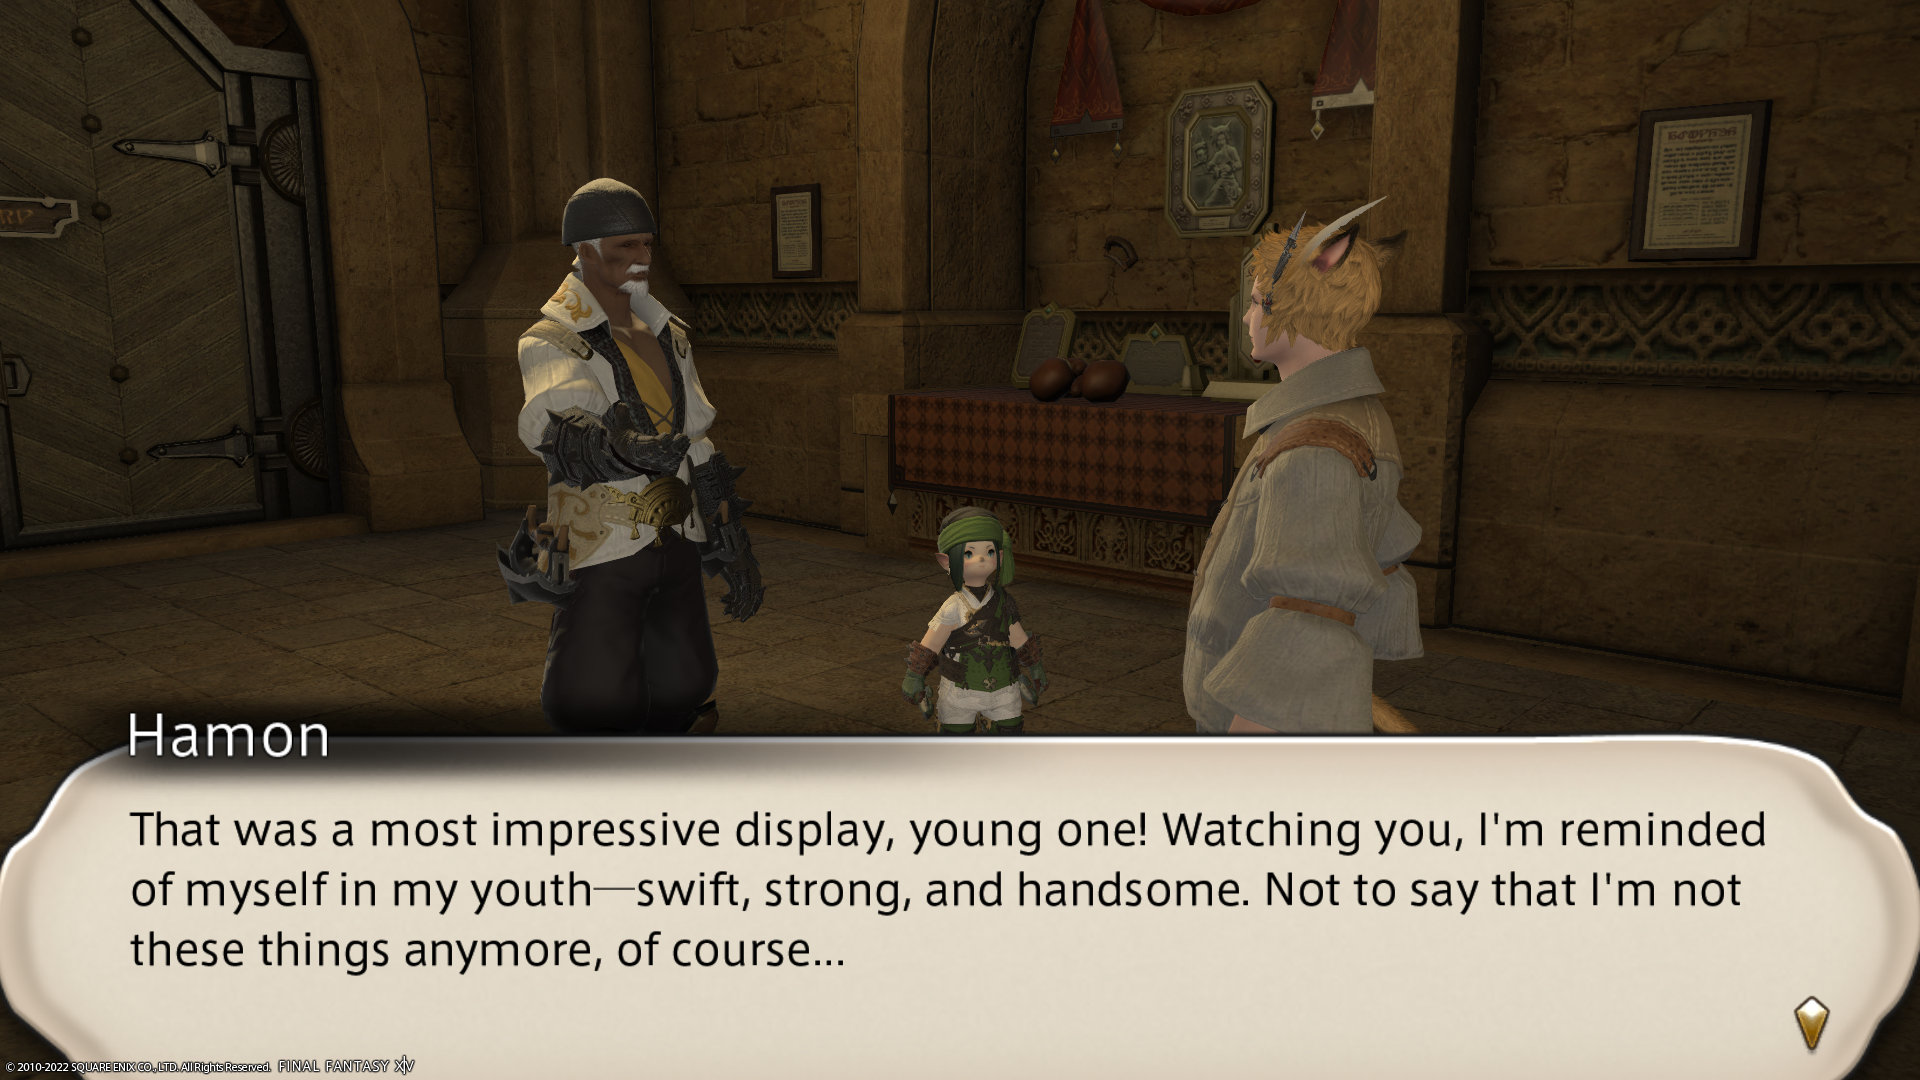 Hamon
That was a most impressive display, young one! Watching you, I'm reminded
of myself in my youth—swift, strong, and handsome. Not to say that I'm not
these things anymore, of course...
© 2010-2022 SQUARE ENIX CO., LTD. All Rights Reserved. FINAL FANTASY XIV